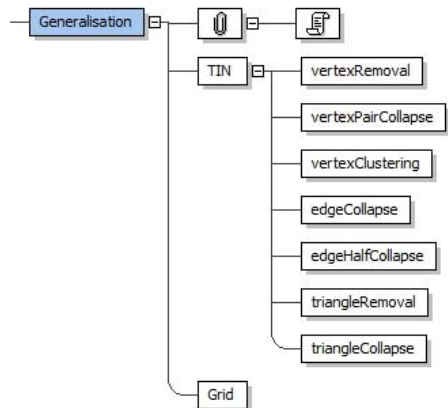 Generalisation
TIN
vertexRemoval
vertexPairCollapse
vertexClustering
edgeCollapse
edgeHalfCollapse
triangleRemoval
triangleCollapse
Grid